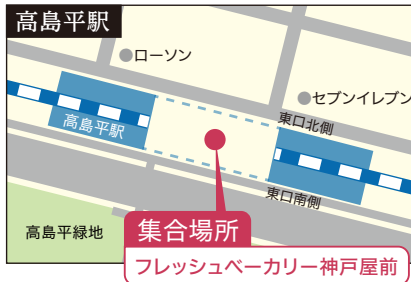 高島平駅
ローソン
セブンイレブン
東口北側
高島平駅
東口南側
高島平緑地
集合場所
フレッシュベーカリー神戸屋前